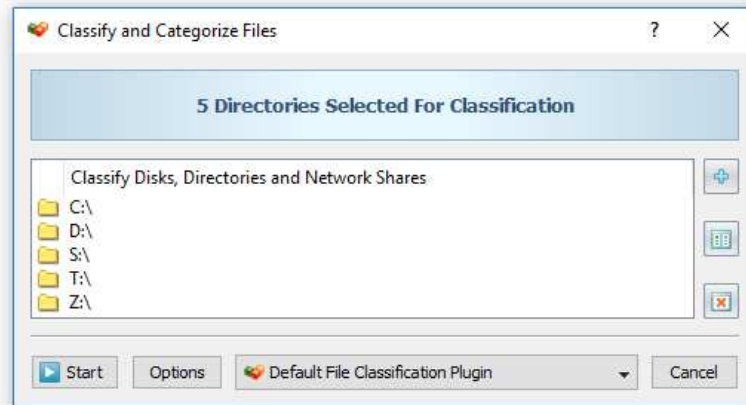 Classify and Categorize Files
5 Directories Selected For Classification
Classify Disks, Directories and Network Shares
C:\
D:\
S:\
T:\
Z:\
Start Options Default File Classification Plugin Cancel